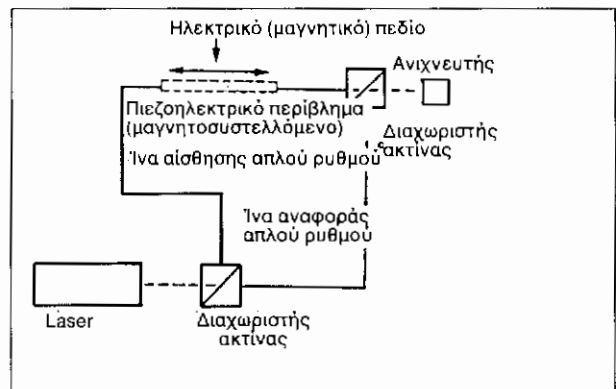 Ηλεκτρικό (μαγνητικό) πεδίο
Ανιχνευτής
Πιεζοηλεκτρικό περίβλημα
(μαγνητοσυστελλόμενο)
Διαχωριστής
ακτίνας
Ίνα αίσθησης απλού ρυθμού
Ίνα αναφοράς
απλού ρυθμού
Laser
Διαχωριστής
ακτίνας